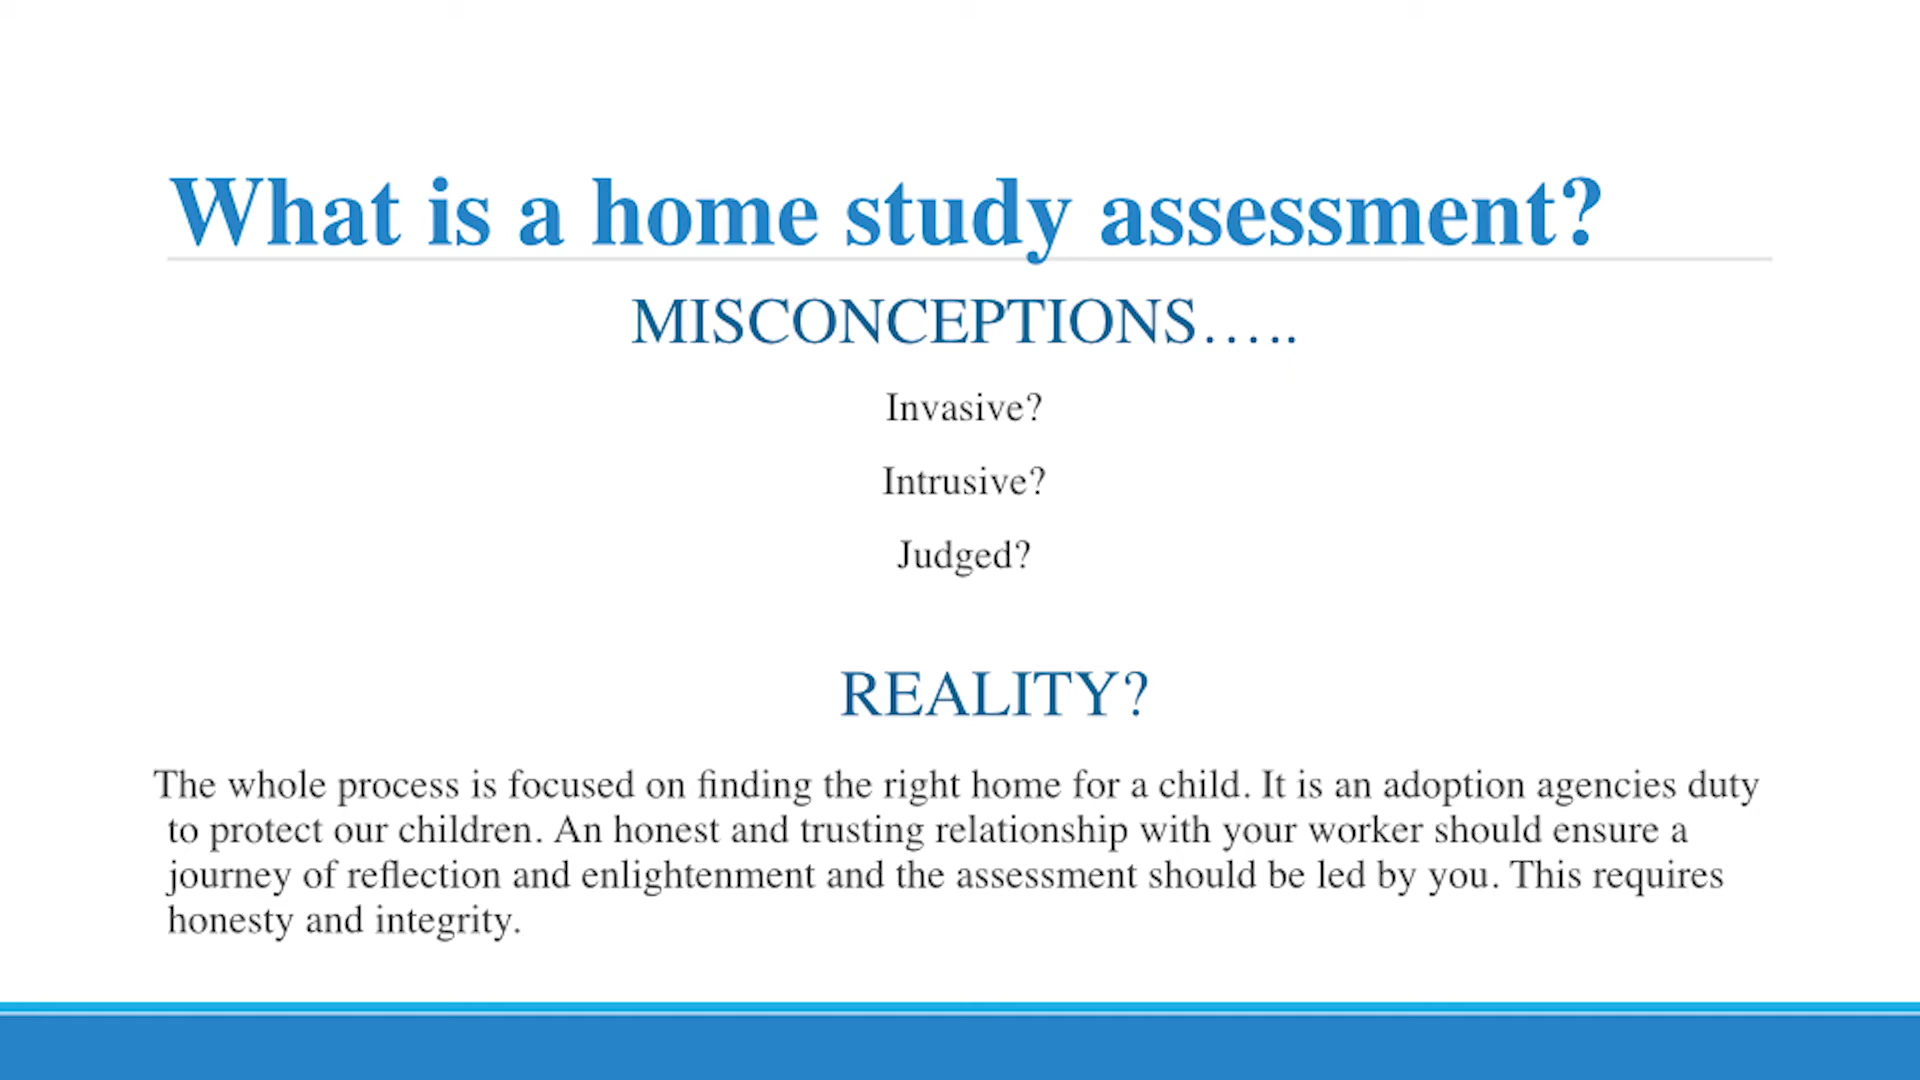 What is a home study assessment?
MISCONCEPTIONS…..
Invasive?
Intrusive?
Judged?
REALITY?
The whole process is focused on finding the right home for a child. It is an adoption agencies duty
to protect our children. An honest and trusting relationship with your worker should ensure a
journey of reflection and enlightenment and the assessment should be led by you. This requires
honesty and integrity.